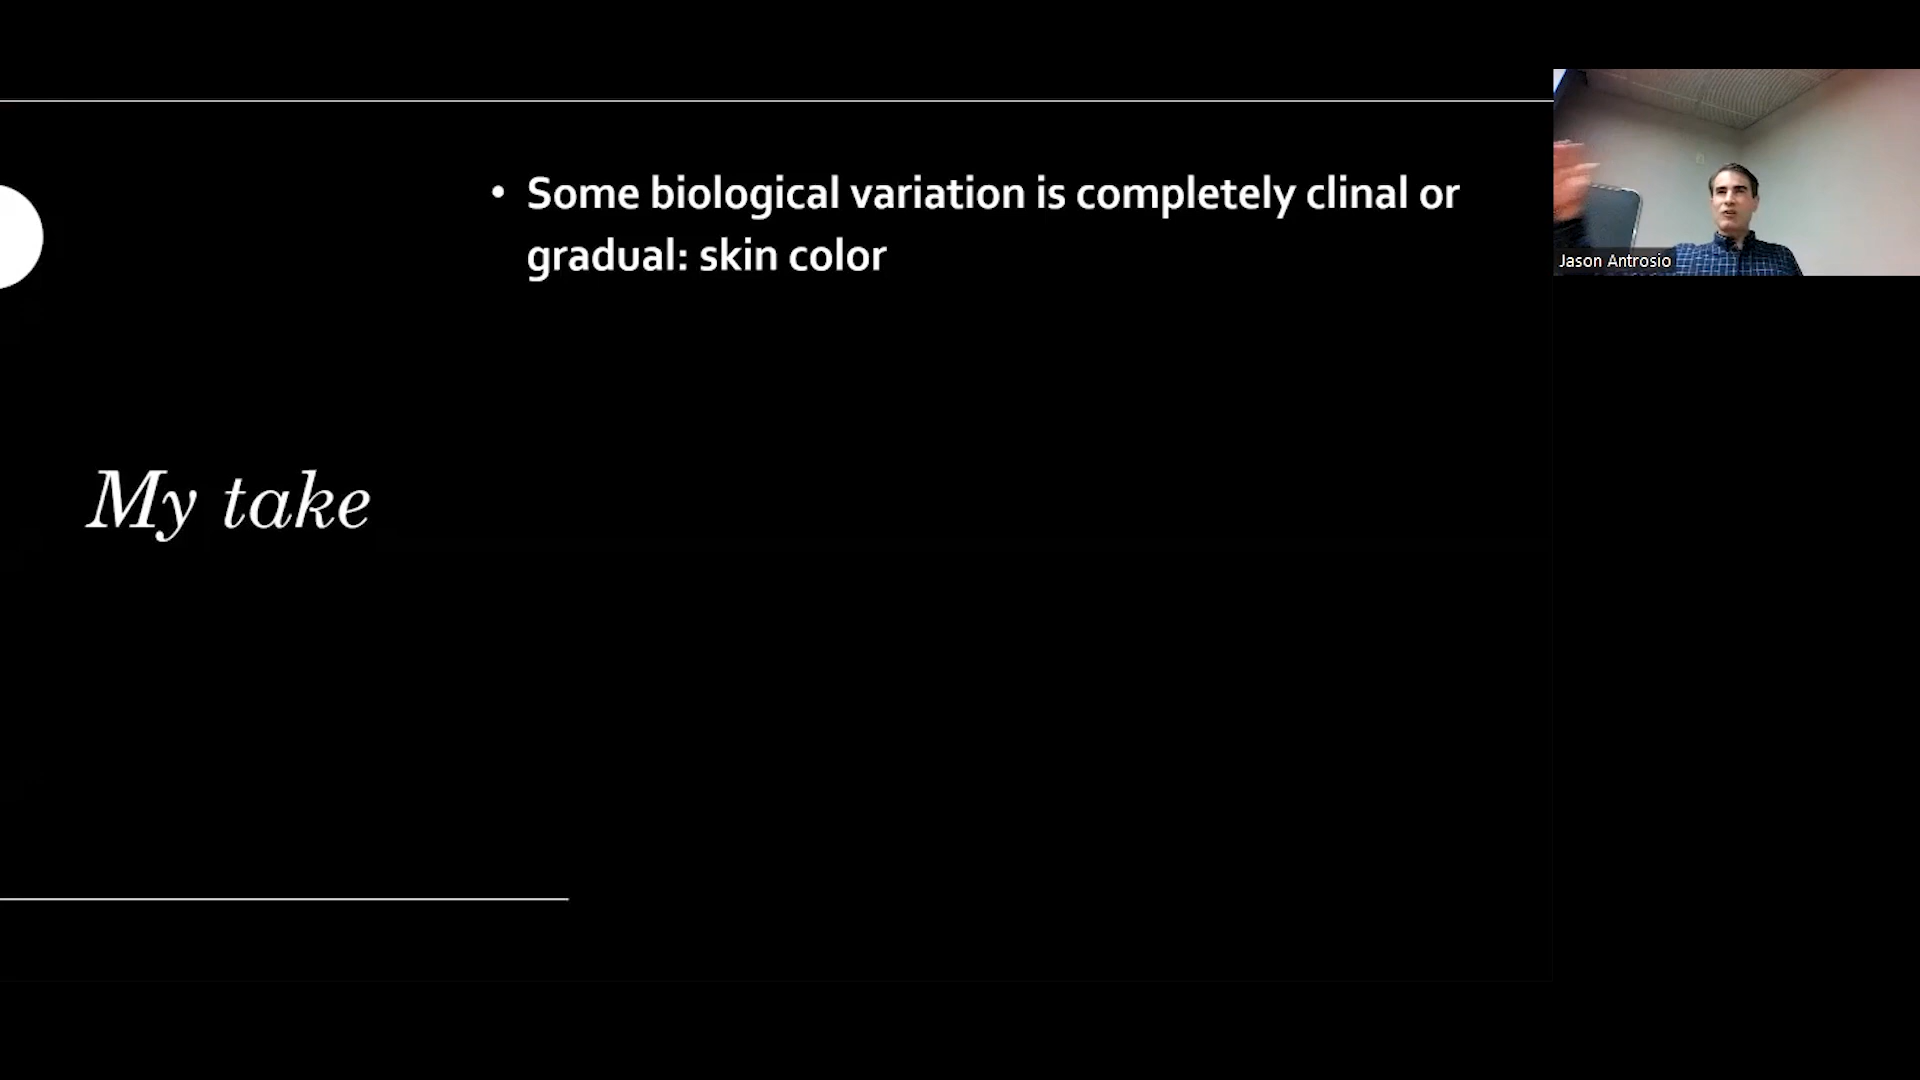 • Some biological variation is completely clinal or
gradual: skin color
My take
Jason Antrosio